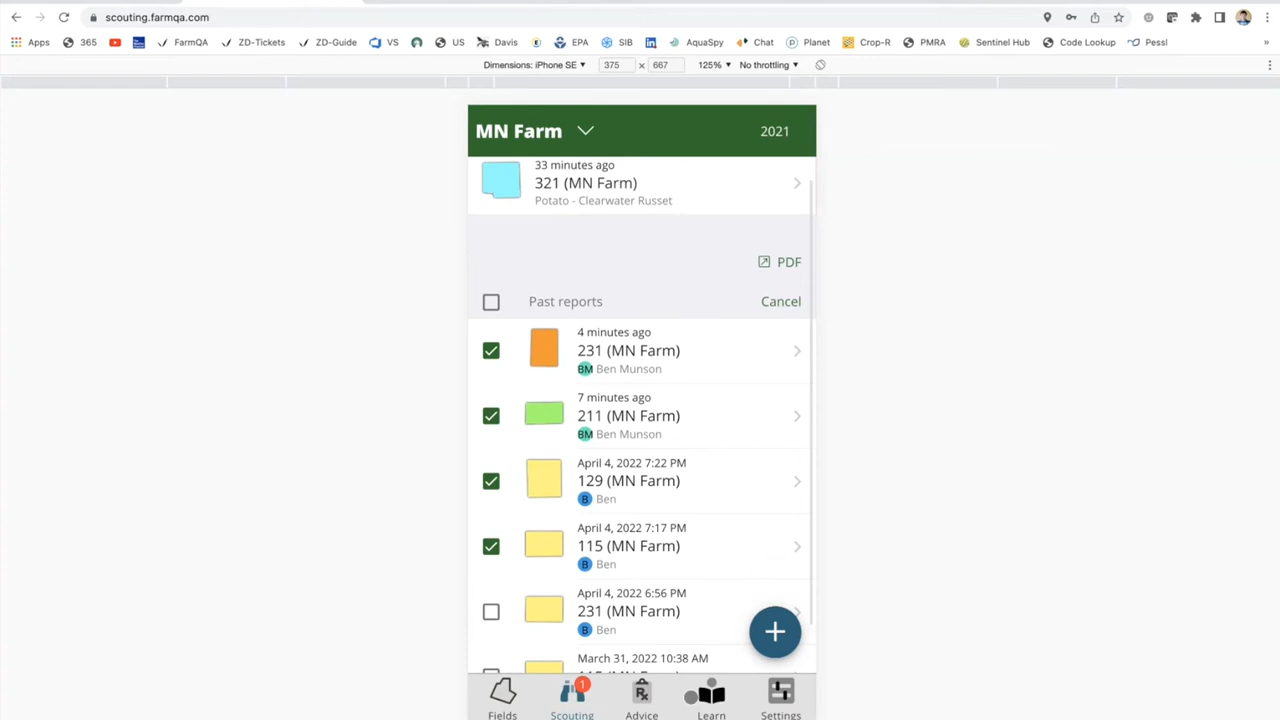 scouting.farmqa.com
Apps 365 FarmQA ZD-Tickets ZD-Guide VS US Davis EPA SIB AquaSpy Chat Planet Crop-R PMRA Sentinel Hub Code Lookup Pessl »
Dimensions: iPhone SE 375 x 667 125% No throttling
MN Farm 2021
33 minutes ago
321 (MN Farm)
Potato - Clearwater Russet
PDF
Past reports Cancel
4 minutes ago
231 (MN Farm)
BM Ben Munson
7 minutes ago
211 (MN Farm)
BM Ben Munson
April 4, 2022 7:22 PM
129 (MN Farm)
B Ben
April 4, 2022 7:17 PM
115 (MN Farm)
B Ben
April 4, 2022 6:56 PM
231 (MN Farm)
B Ben
March 31, 2022 10:38 AM
1
Fields Scouting Advice Learn Settings